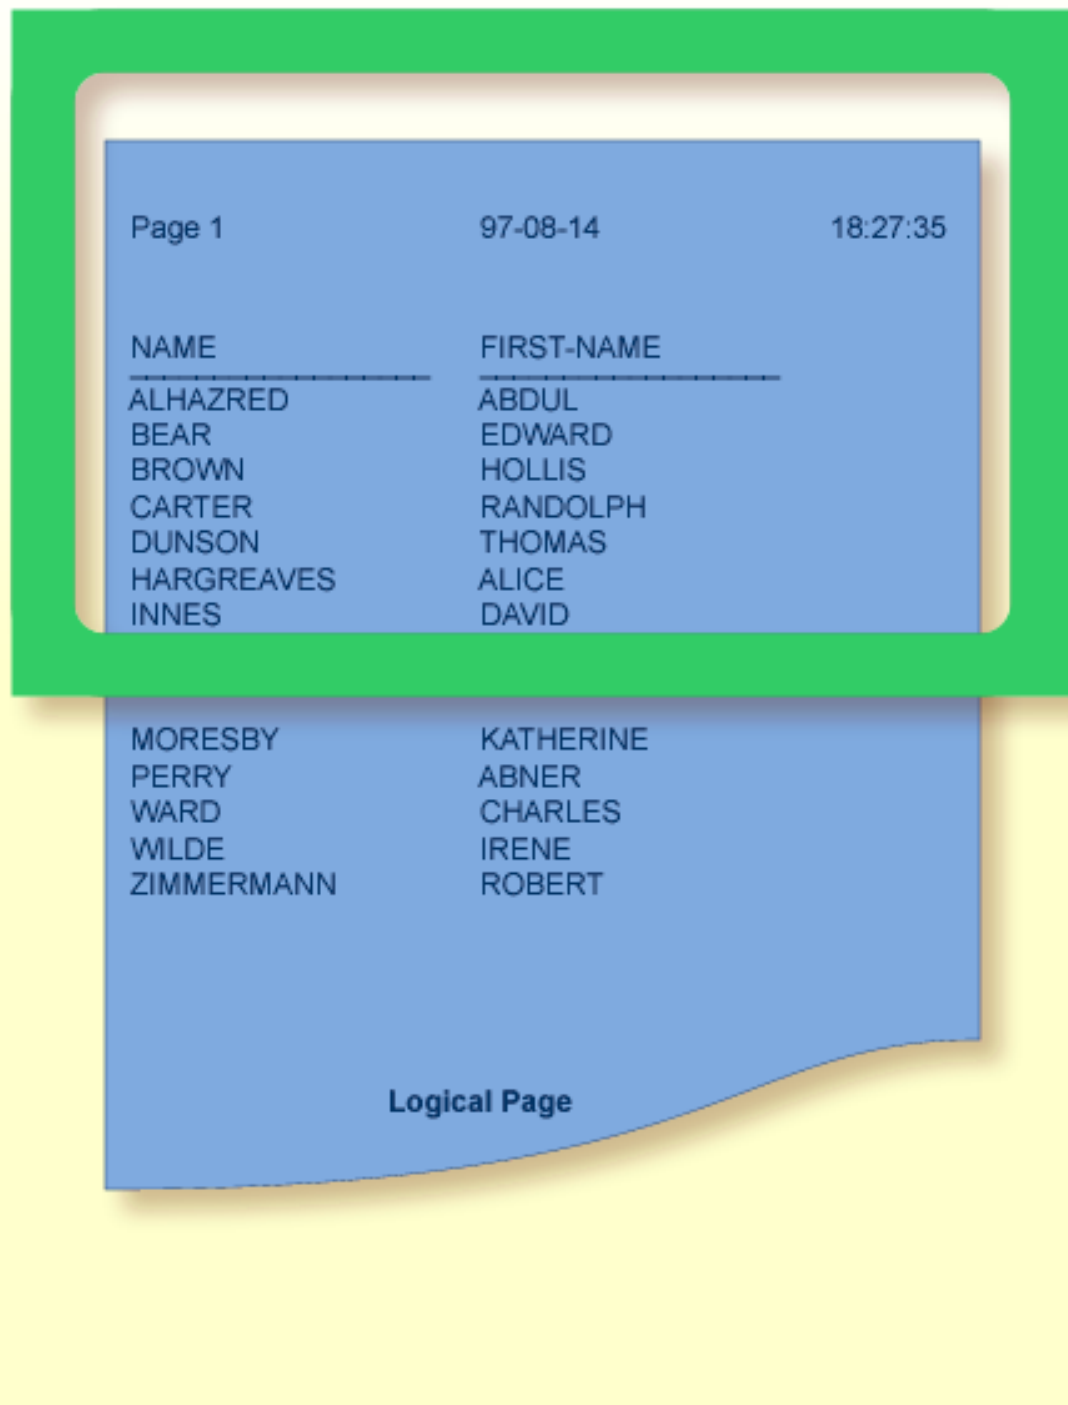 Page 1 97-08-14 18:27:35
NAME FIRST-NAME
ALHAZRED ABDUL
BEAR EDWARD
BROWN HOLLIS
CARTER RANDOLPH
DUNSON THOMAS
HARGREAVES ALICE
INNES DAVID
MORESBY KATHERINE
PERRY ABNER
WARD CHARLES
WILDE IRENE
ZIMMERMANN ROBERT
Logical Page